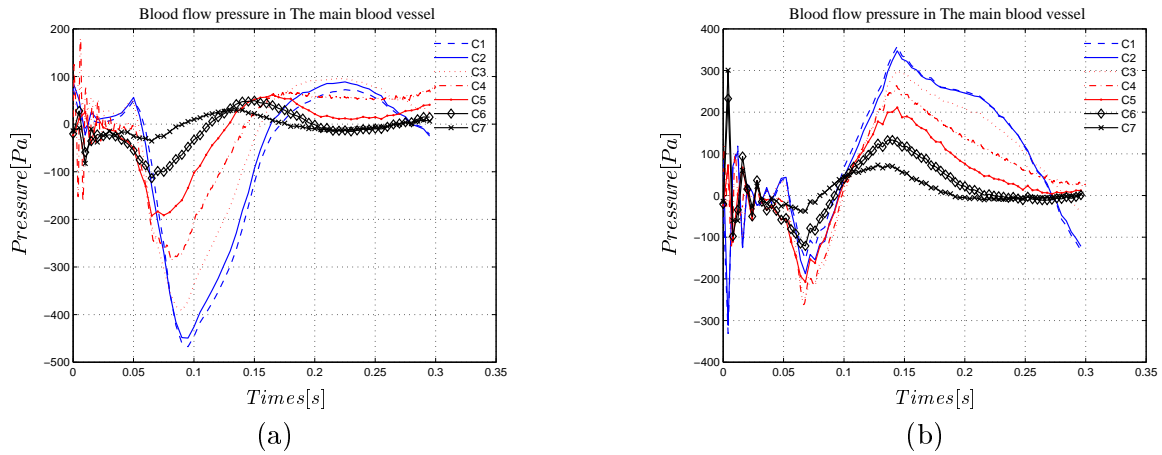 Blood flow pressure in The main blood vessel
200
100
0
−100
−200
−300
−400
−500
Pressure[Pa]
C1
C2
C3
C4
C5
C6
C7
0 0.05 0.1 0.15 0.2 0.25 0.3 0.35
Times[s]
(a)
Blood flow pressure in The main blood vessel
400
300
200
100
0
−100
−200
−300
−400
Pressure[Pa]
C1
C2
C3
C4
C5
C6
C7
0 0.05 0.1 0.15 0.2 0.25 0.3 0.35
Times[s]
(b)